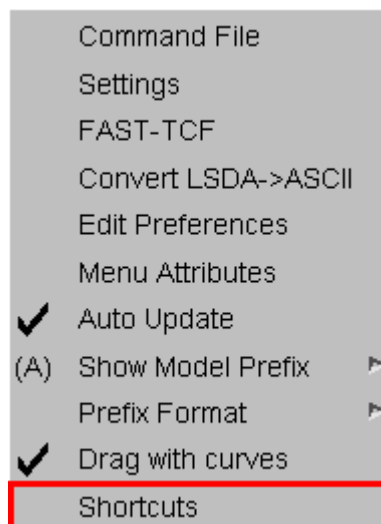 Command File
Settings
FAST-TCF
Convert LSDA->ASCII
Edit Preferences
Menu Attributes
Auto Update
(A) Show Model Prefix
Prefix Format
Drag with curves
Shortcuts